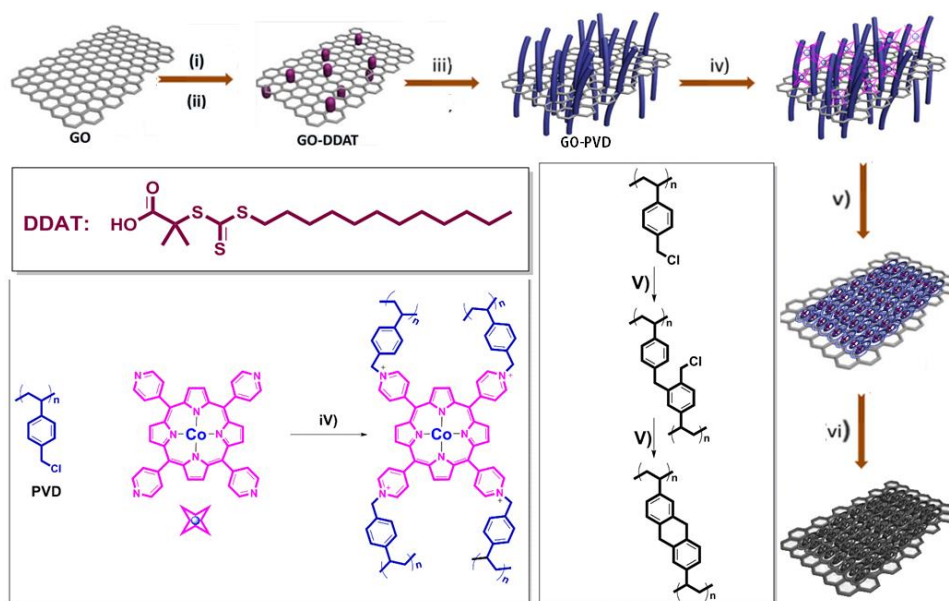 (i)
(ii)
iii)
iv)
GO
GO-DDAT
GO-PVD
DDAT:
O
HO
S
S
S
n
Cl
V)
v)
n
Cl
n
V)
n
n
vi)
n
n
n
Cl
PVD
N
N
N
N
N
N
N
N
Co
iV)
n
n
N
+
N
+
N
N
N
N
Co
N
+
N
+
n
n